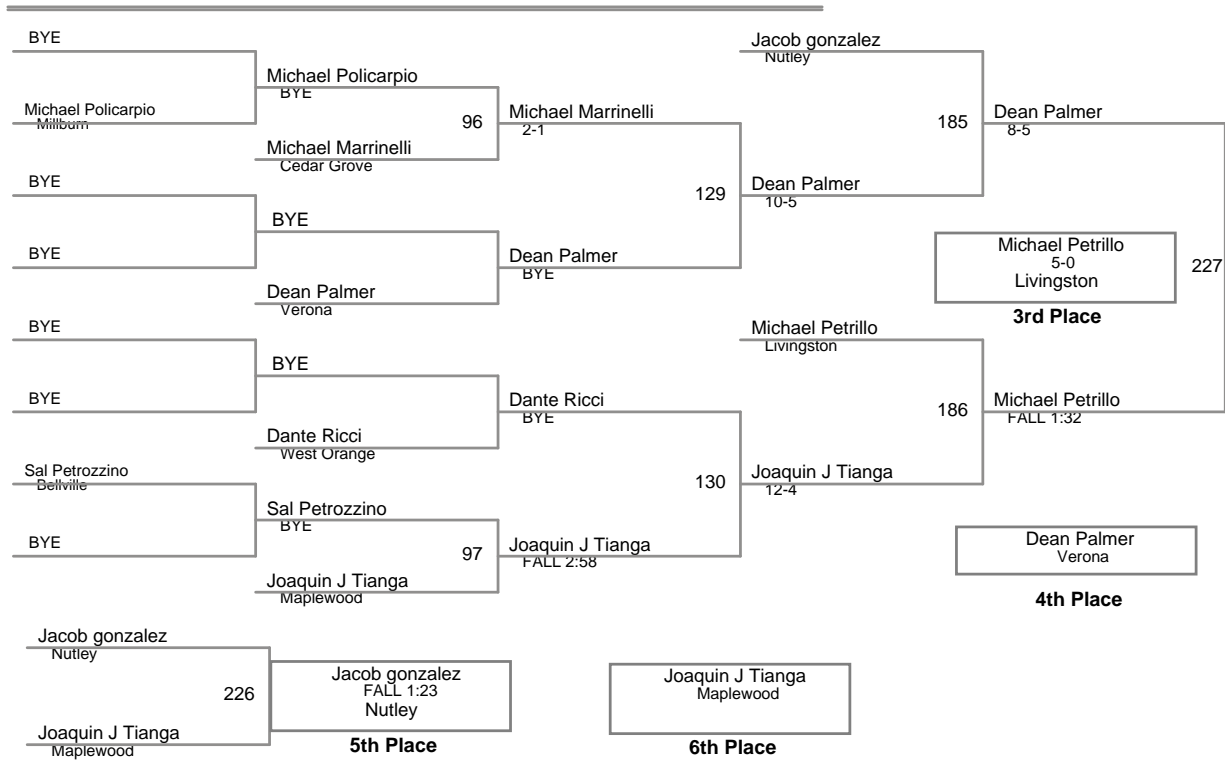 BYE
Michael Policarpio
Millburn
BYE
BYE
BYE
BYE
Sal Petrozzino
Bellville
BYE
Michael Policarpio
BYE
Michael Marrinelli
Cedar Grove
BYE
Dean Palmer
Verona
BYE
Dante Ricci
West Orange
Sal Petrozzino
BYE
Joaquin J Tianga
Maplewood
96
97
Michael Marrinelli
2-1
Dean Palmer
BYE
Dante Ricci
BYE
Joaquin J Tianga
FALL 2:58
129
130
Jacob gonzalez
Nutley
Dean Palmer
10-5
Michael Petrillo
Livingston
Joaquin J Tianga
12-4
185
186
Dean Palmer
8-5
Michael Petrillo
FALL 1:32
227
Michael Petrillo
5-0
Livingston
3rd Place
Dean Palmer
Verona
4th Place
Jacob gonzalez
Nutley
Joaquin J Tianga
Maplewood
226
Jacob gonzalez
FALL 1:23
Nutley
5th Place
Joaquin J Tianga
Maplewood
6th Place